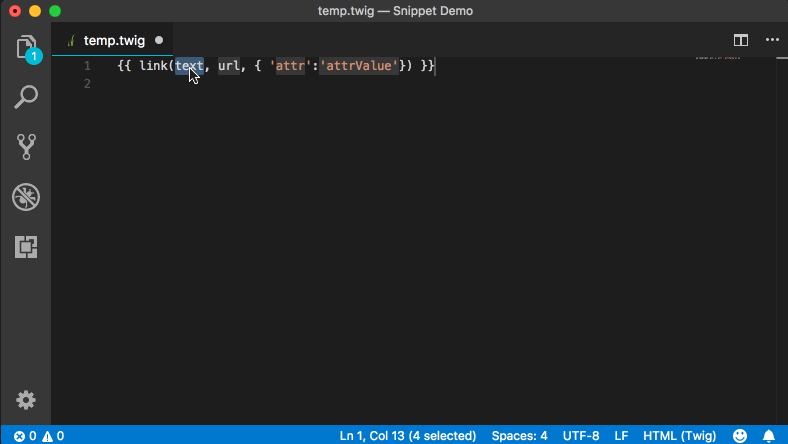 temp.twig — Snippet Demo
temp.twig
1
1 {{ link(text, url, { 'attr':'attrValue'}) }}
2
0 0 Ln 1, Col 13 (4 selected) Spaces: 4 UTF-8 LF HTML (Twig)